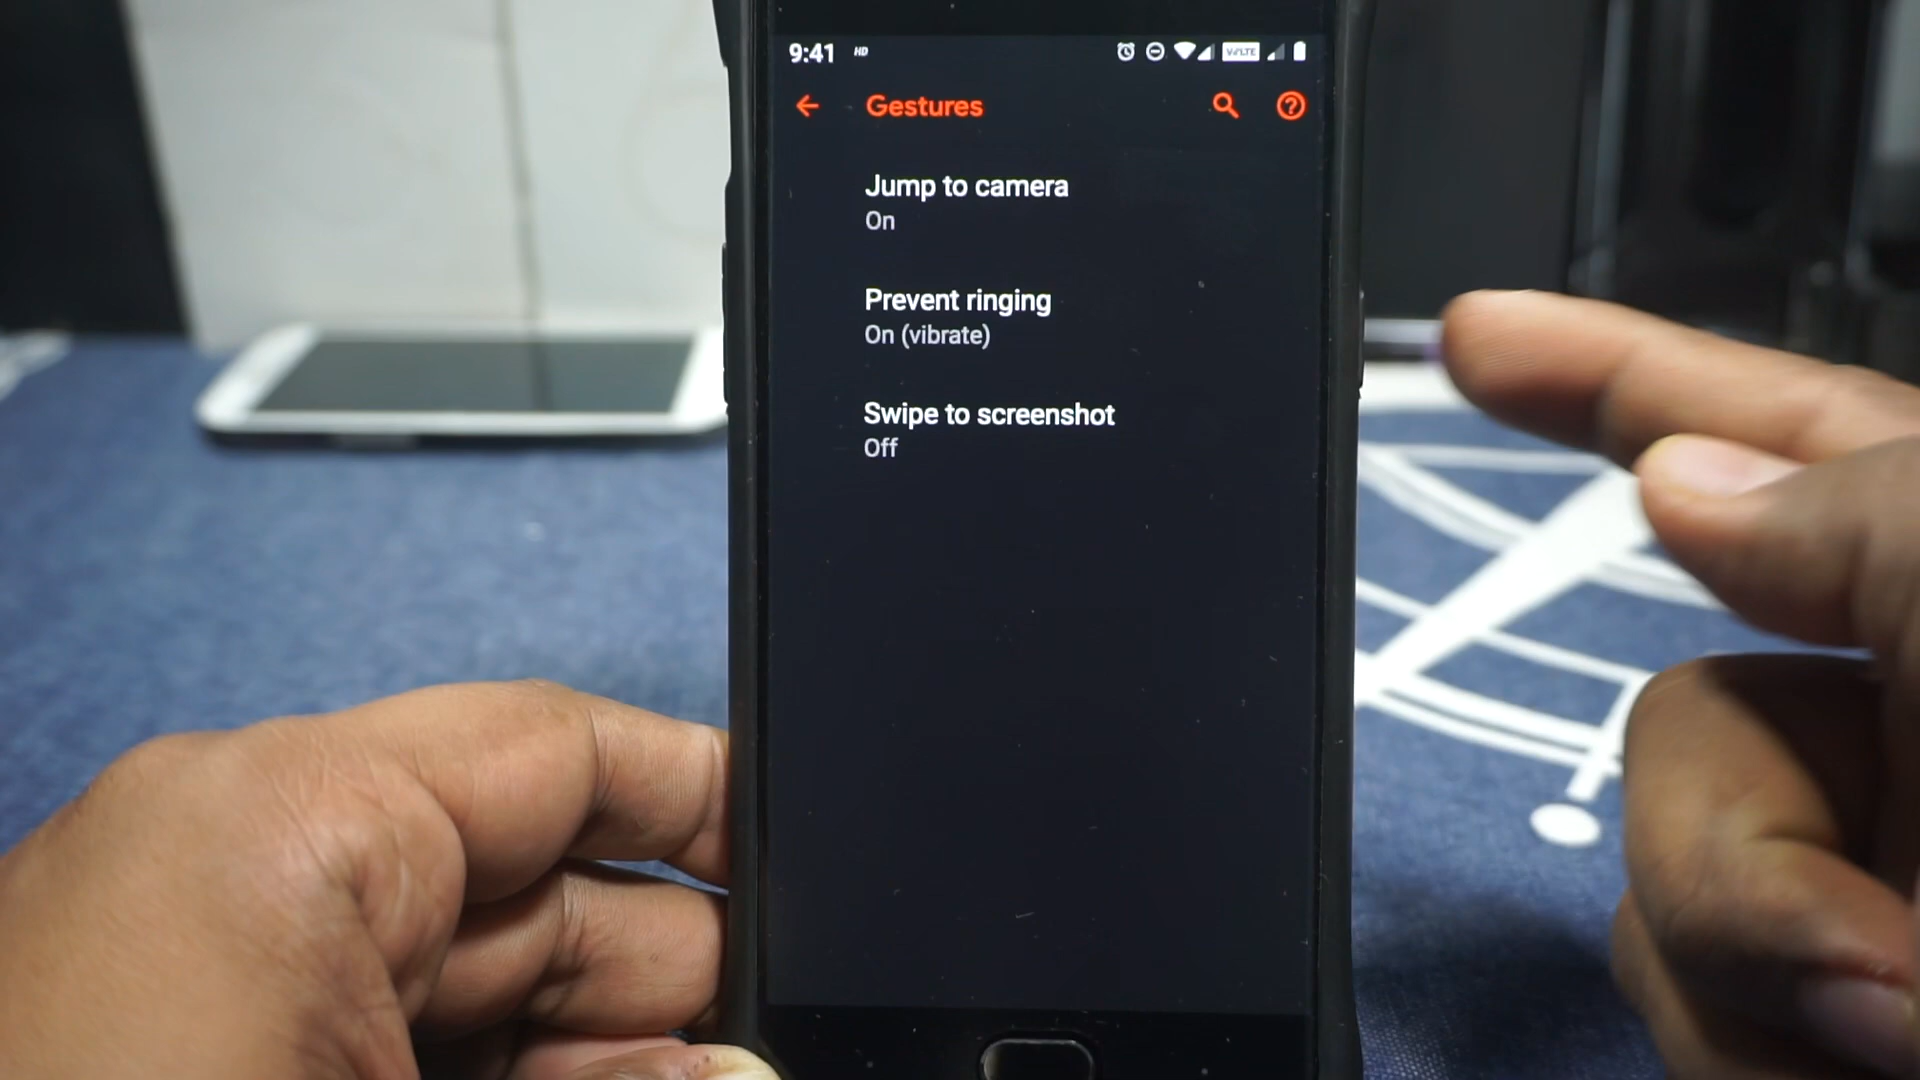 9:41 HD VoLTE
Gestures
Jump to camera
On
Prevent ringing
On (vibrate)
Swipe to screenshot
Off